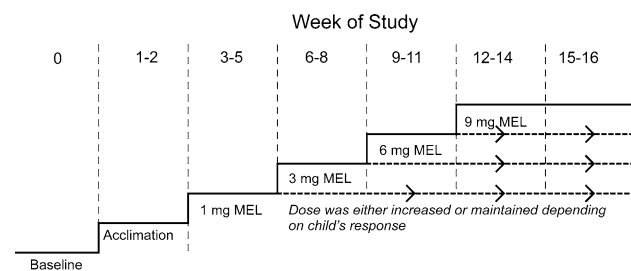 Week of Study
0 1-2 3-5 6-8 9-11 12-14 15-16
9 mg MEL
6 mg MEL
3 mg MEL
1 mg MEL
Dose was either increased or maintained depending
on child's response
Acclimation
Baseline